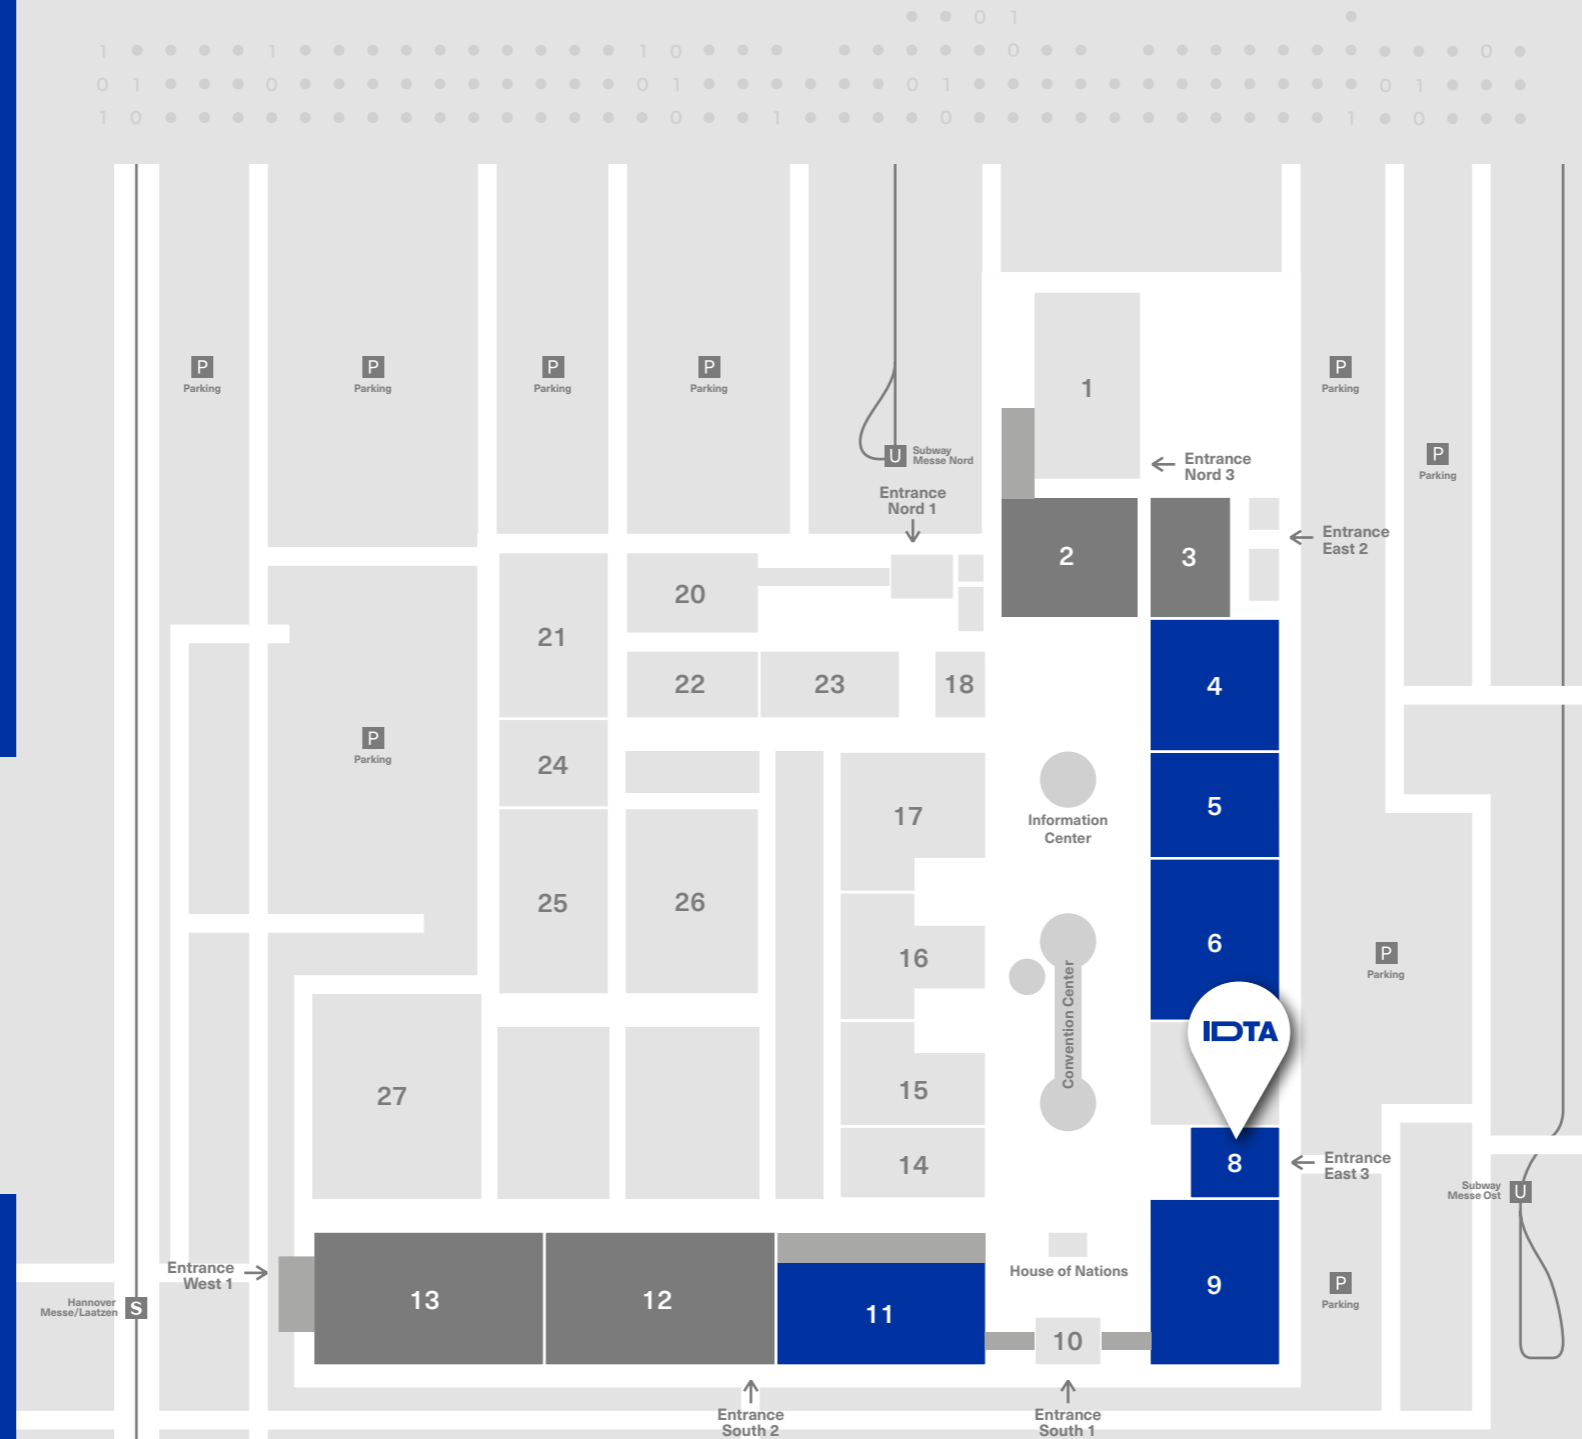 0 1
1 1 1 0 0 0
0 1 0 0 1 0 1 0 1
1 0 0 1 0 1 0
P
Parking
P
Parking
P
Parking
P
Parking
P
Parking
1
U
Subway
Messe Nord
Entrance
Nord 3
P
Parking
Entrance
Nord 1
2
3
Entrance
East 2
20
21
22
23
18
4
P
Parking
24
5
17
Information
Center
25
26
16
6
P
Parking
Convention Center
IDTA
27
15
14
8
Entrance
East 3
Subway
Messe Ost
U
Entrance
West 1
House of Nations
9
P
Parking
Hannover
Messe/Laatzen
S
13
12
11
10
Entrance
South 2
Entrance
South 1